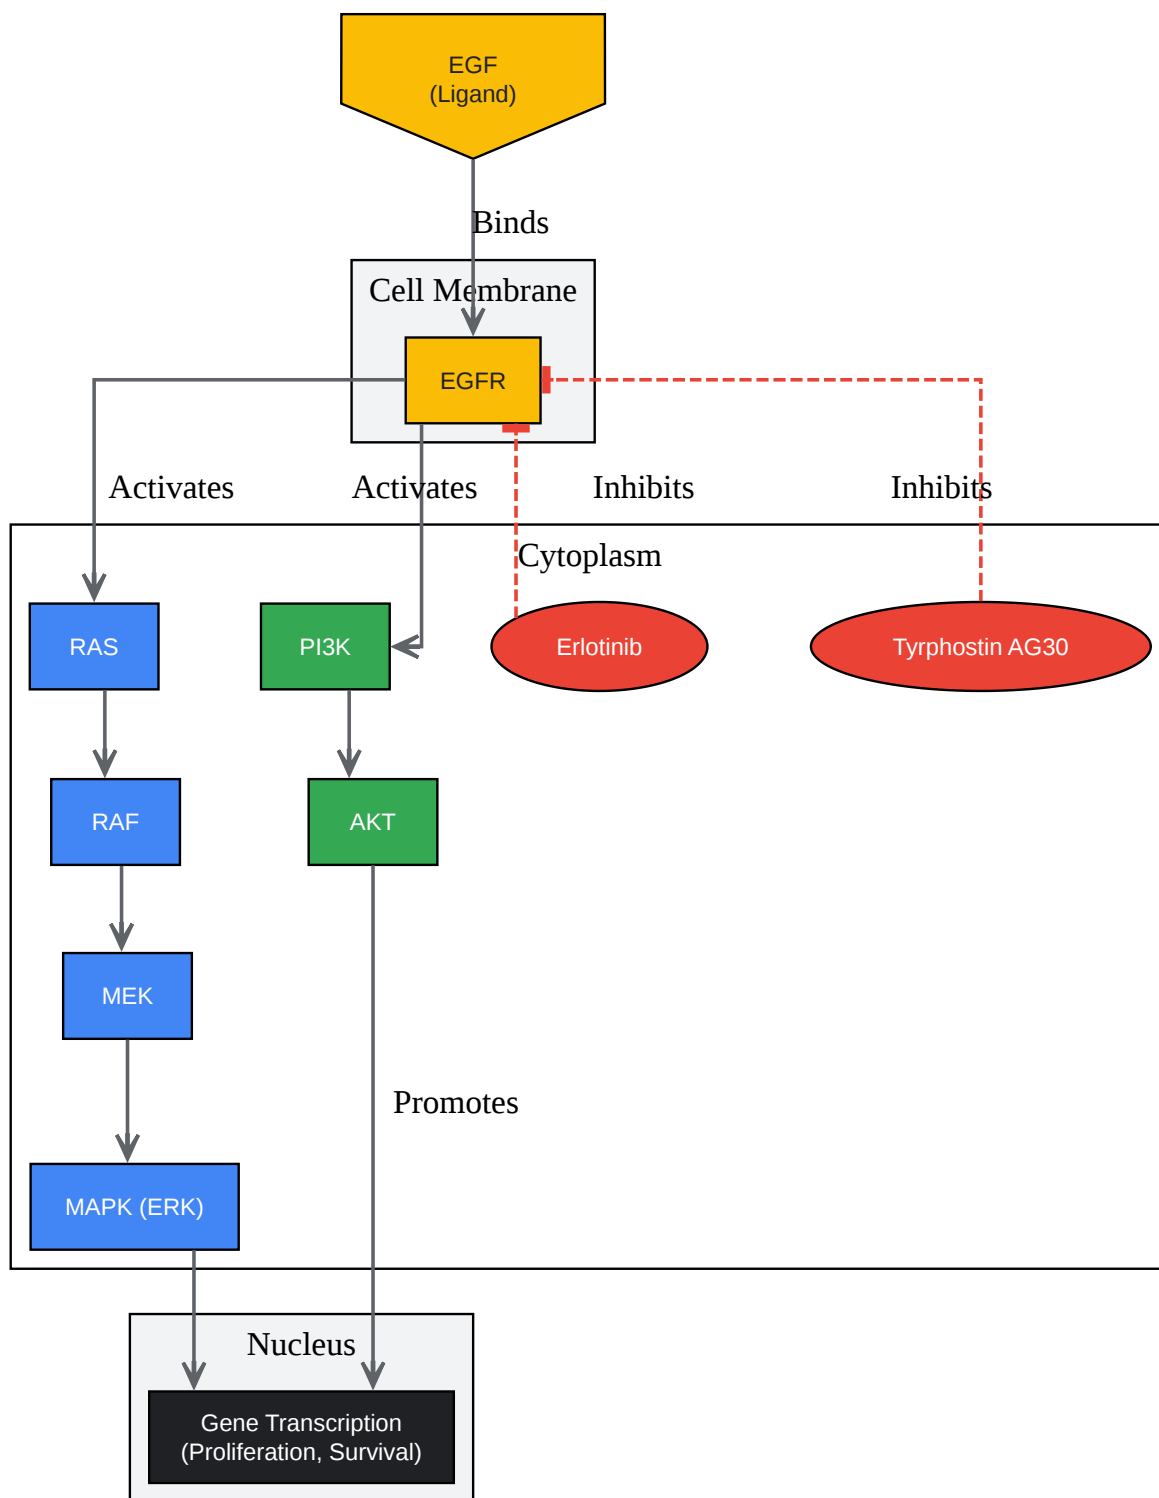 EGF
(Ligand)
Binds
Cell Membrane
EGFR
Activates
Activates
Inhibits
Inhibits
Cytoplasm
RAS
PI3K
Erlotinib
Tyrphostin AG30
RAF
AKT
MEK
Promotes
MAPK (ERK)
Nucleus
Gene Transcription
(Proliferation, Survival)